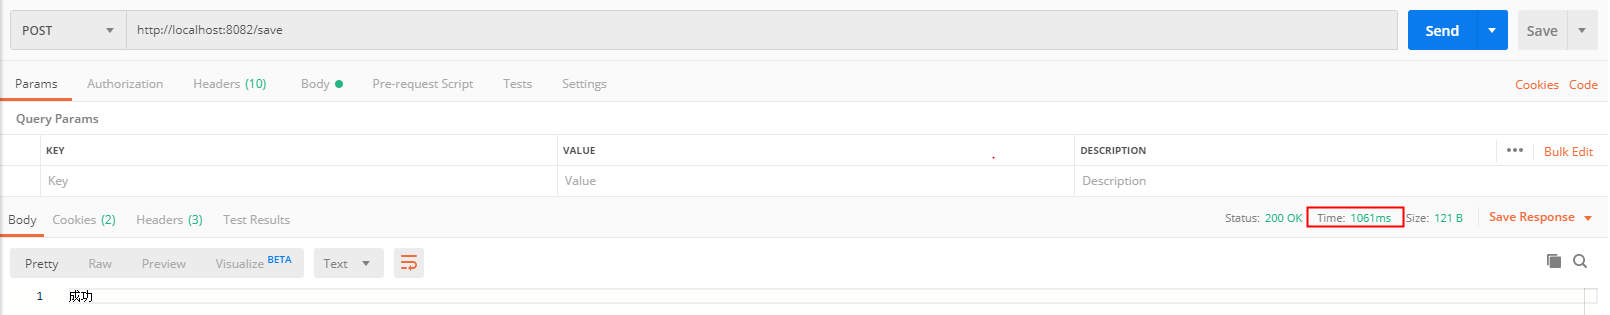 POST http://localhost:8082/save Send Save
Params Authorization Headers (10) Body Pre-request Script Tests Settings Cookies Code
Query Params
KEY VALUE DESCRIPTION ••• Bulk Edit
Key Value Description
Body Cookies (2) Headers (3) Test Results Status: 200 OK Time: 1061ms Size: 121 B Save Response
Pretty Raw Preview Visualize BETA Text
1 成功